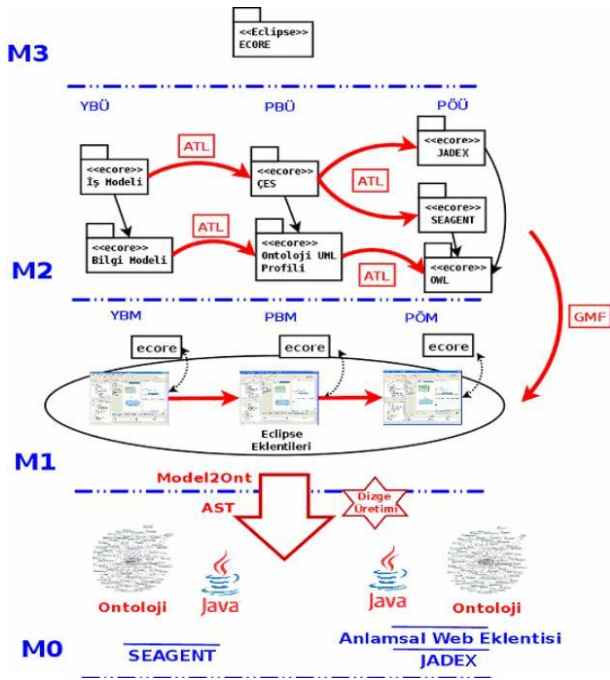 <<Eclipse>>
ECORE
M3
YBÜ PBÜ PÖÜ
ATL
<<ecore>>
JADEX
<<ecore>>
İş Modeli
<<ecore>>
ÇES
ATL
<<ecore>>
SEAGENT
ATL
<<ecore>>
Bilgi Modeli
<<ecore>>
Ontoloji UML
Profili
ATL
<<ecore>>
OWL
M2
GMF
YBM PBM PÖM
ecore ecore ecore
Eclipse
Eklentileri
M1
Model2Ont
AST
Dizge
Üretimi
Ontoloji
Java
Java
Ontoloji
M0
SEAGENT
Anlamsal Web Eklentisi
JADEX